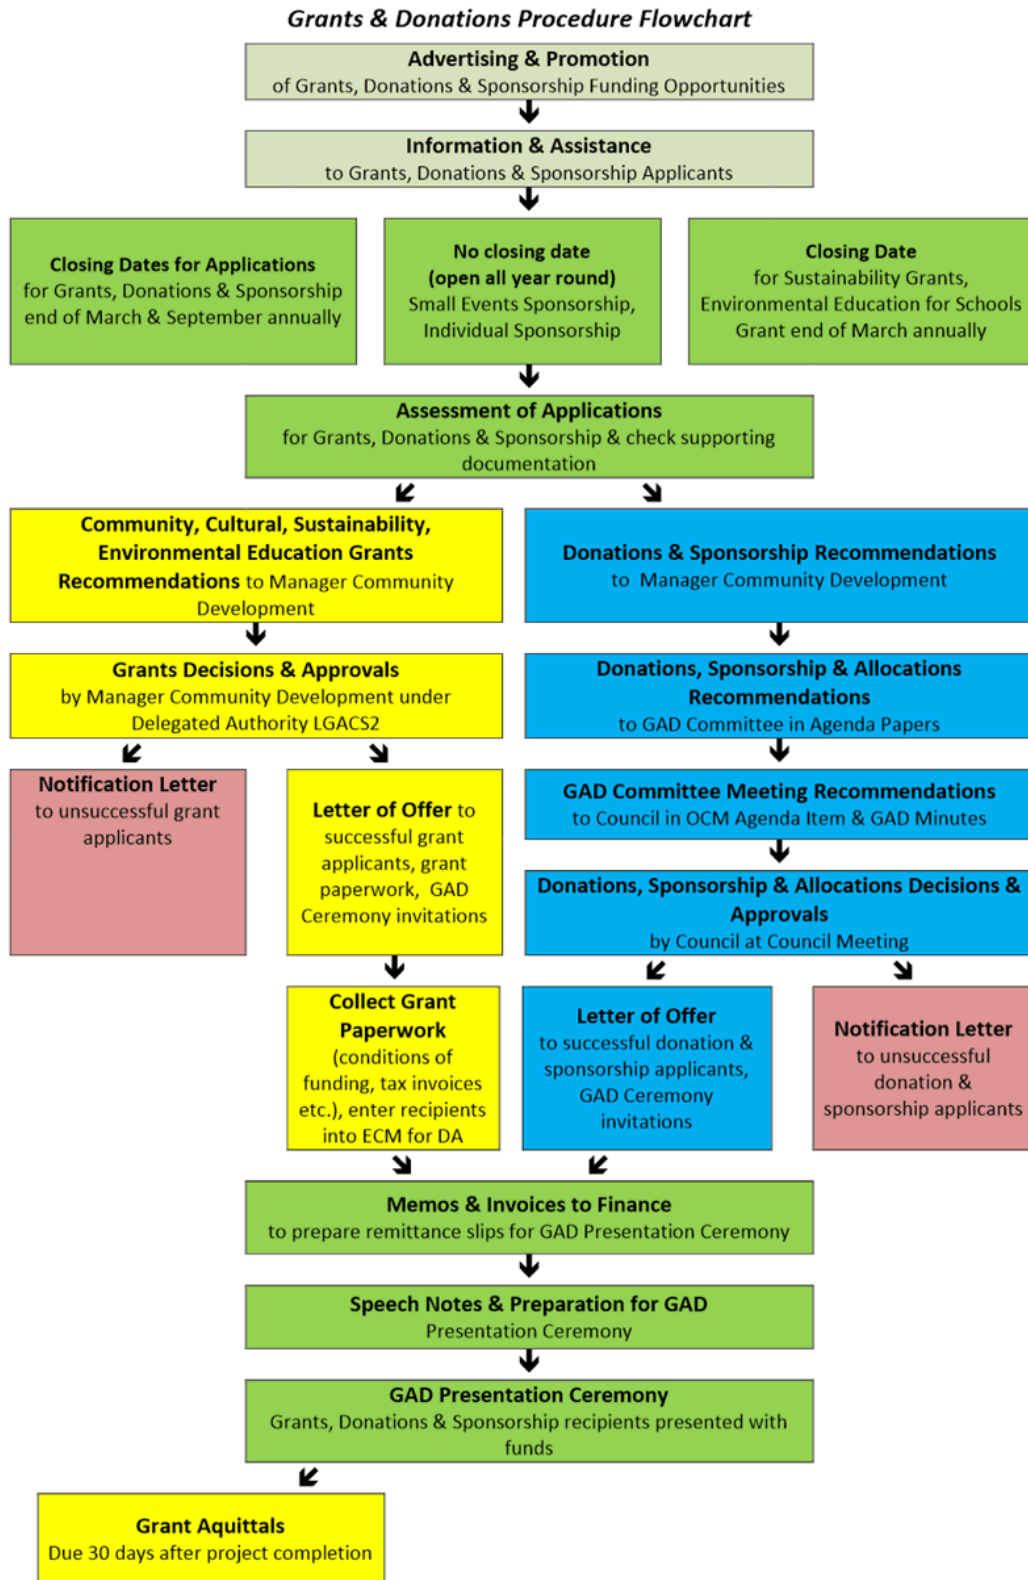 Grants & Donations Procedure Flowchart
Advertising & Promotion
of Grants, Donations & Sponsorship Funding Opportunities
Information & Assistance
to Grants, Donations & Sponsorship Applicants
Closing Dates for Applications
for Grants, Donations & Sponsorship
end of March & September annually
No closing date
(open all year round)
Small Events Sponsorship,
Individual Sponsorship
Closing Date
for Sustainability Grants,
Environmental Education for Schools
Grant end of March annually
Assessment of Applications
for Grants, Donations & Sponsorship & check supporting
documentation
Community, Cultural, Sustainability,
Environmental Education Grants
Recommendations to Manager Community
Development
Donations & Sponsorship Recommendations
to Manager Community Development
Grants Decisions & Approvals
by Manager Community Development under
Delegated Authority LGACS2
Donations, Sponsorship & Allocations
Recommendations
to GAD Committee in Agenda Papers
Notification Letter
to unsuccessful grant
applicants
Letter of Offer to
successful grant
applicants, grant
paperwork, GAD
Ceremony invitations
GAD Committee Meeting Recommendations
to Council in OCM Agenda Item & GAD Minutes
Donations, Sponsorship & Allocations Decisions &
Approvals
by Council at Council Meeting
Collect Grant
Paperwork
(conditions of
funding, tax invoices
etc.), enter recipients
into ECM for DA
Letter of Offer
to successful donation &
sponsorship applicants,
GAD Ceremony
invitations
Notification Letter
to unsuccessful
donation &
sponsorship applicants
Memos & Invoices to Finance
to prepare remittance slips for GAD Presentation Ceremony
Speech Notes & Preparation for GAD
Presentation Ceremony
GAD Presentation Ceremony
Grants, Donations & Sponsorship recipients presented with
funds
Grant Aquittals
Due 30 days after project completion